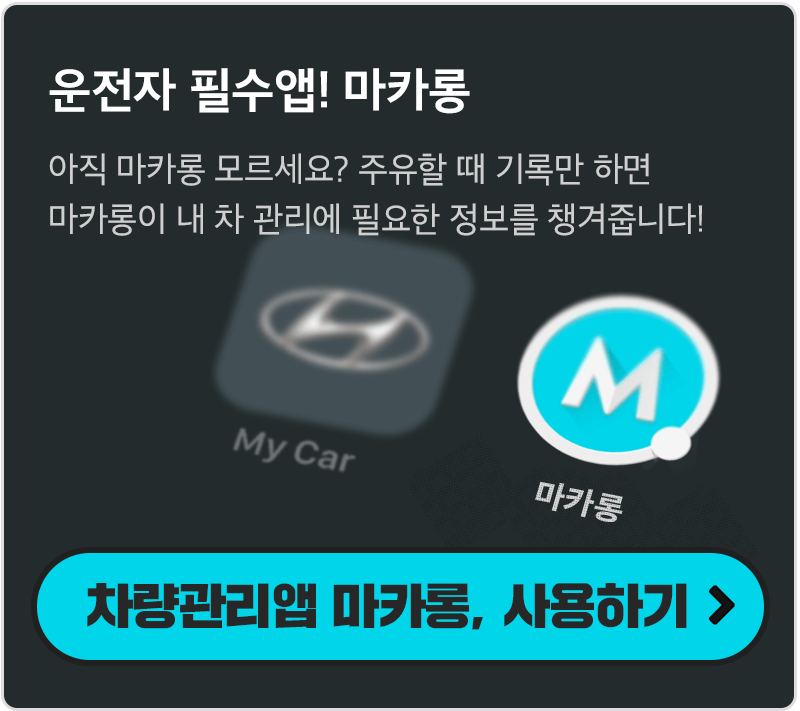 운전자 필수앱! 마카롱
아직 마카롱 모르세요? 주유할 때 기록만 하면
마카롱이 내 차 관리에 필요한 정보를 챙겨줍니다!
M
My Car
마카롱
차량관리앱 마카롱, 사용하기